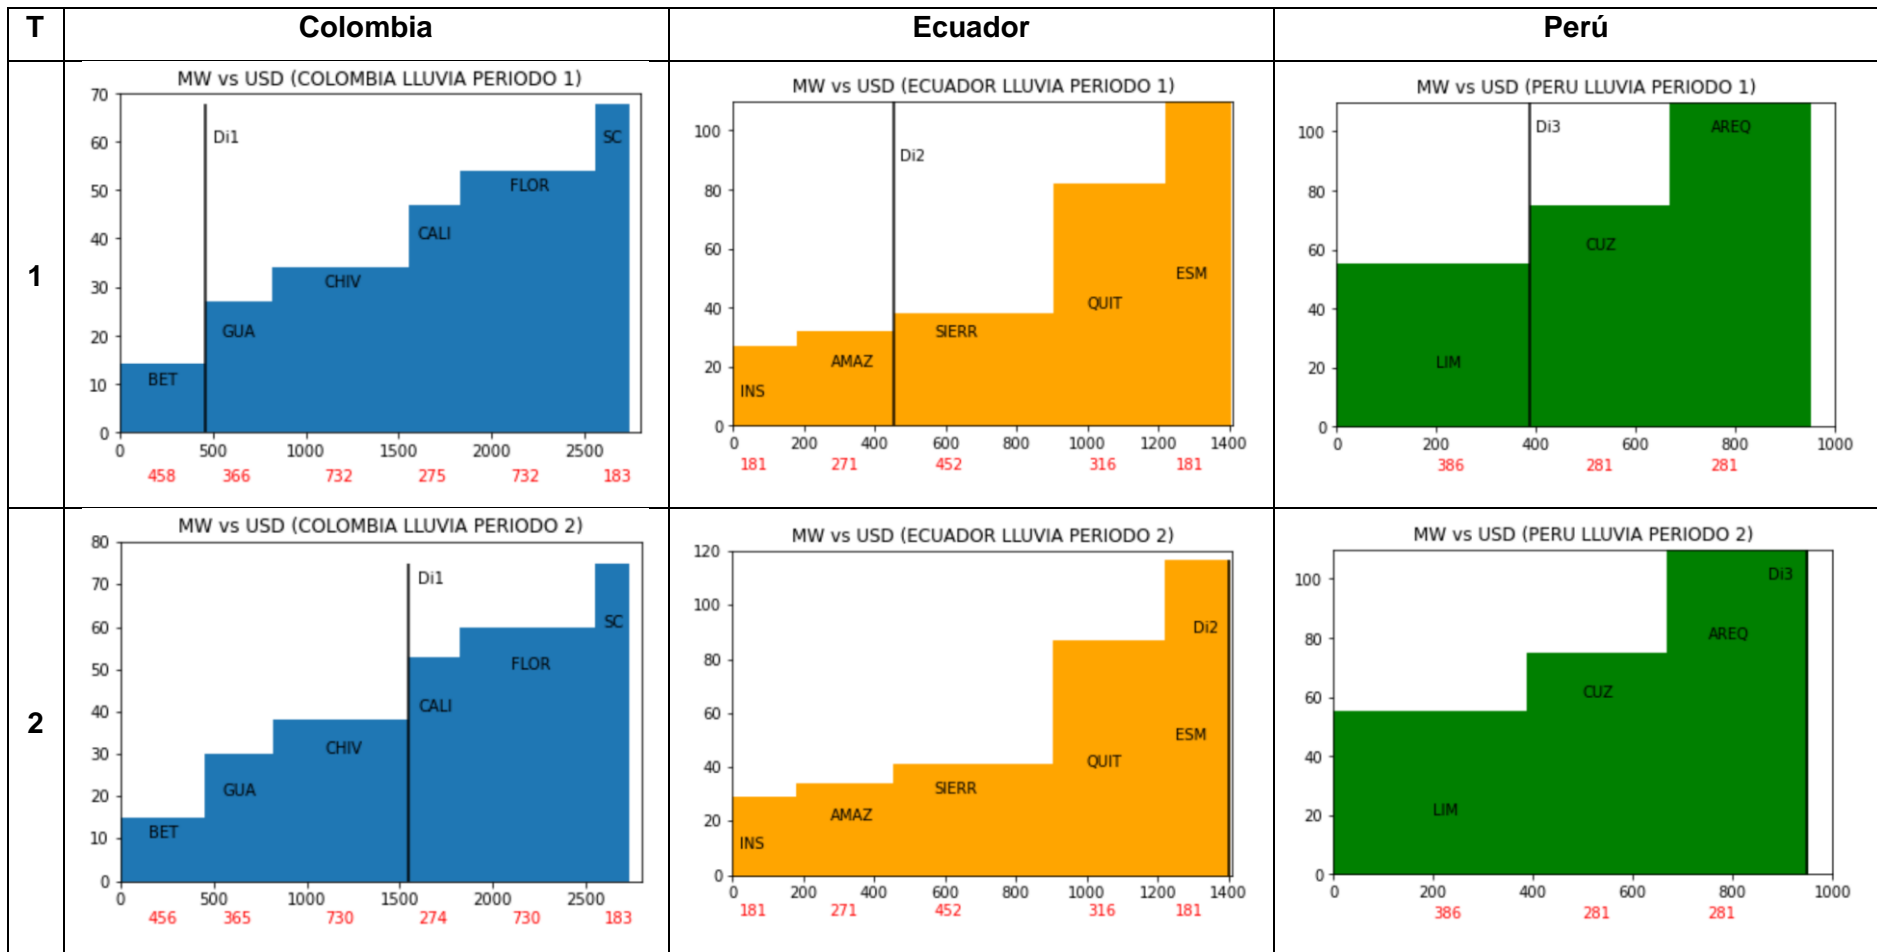 T Colombia Ecuador Perú
1
MW vs USD (COLOMBIA LLUVIA PERIODO 1)
70
60
50
40
30
20
10
0
Di1
SC
FLOR
CALI
CHIV
GUA
BET
0 500 1000 1500 2000 2500
458 366 732 275 732 183
MW vs USD (ECUADOR LLUVIA PERIODO 1)
100
80
60
40
20
0
Di2
ESM
QUIT
SIERR
AMAZ
INS
0 200 400 600 800 1000 1200 1400
181 271 452 316 181
MW vs USD (PERU LLUVIA PERIODO 1)
100
80
60
40
20
0
Di3
AREQ
CUZ
LIM
0 200 400 600 800 1000
386 281 281
2
MW vs USD (COLOMBIA LLUVIA PERIODO 2)
80
70
60
50
40
30
20
10
0
Di1
SC
FLOR
CALI
CHIV
GUA
BET
0 500 1000 1500 2000 2500
456 365 730 274 730 183
MW vs USD (ECUADOR LLUVIA PERIODO 2)
120
100
80
60
40
20
0
Di2
ESM
QUIT
SIERR
AMAZ
INS
0 200 400 600 800 1000 1200 1400
181 271 452 316 181
MW vs USD (PERU LLUVIA PERIODO 2)
100
80
60
40
20
0
Di3
AREQ
CUZ
LIM
0 200 400 600 800 1000
386 281 281